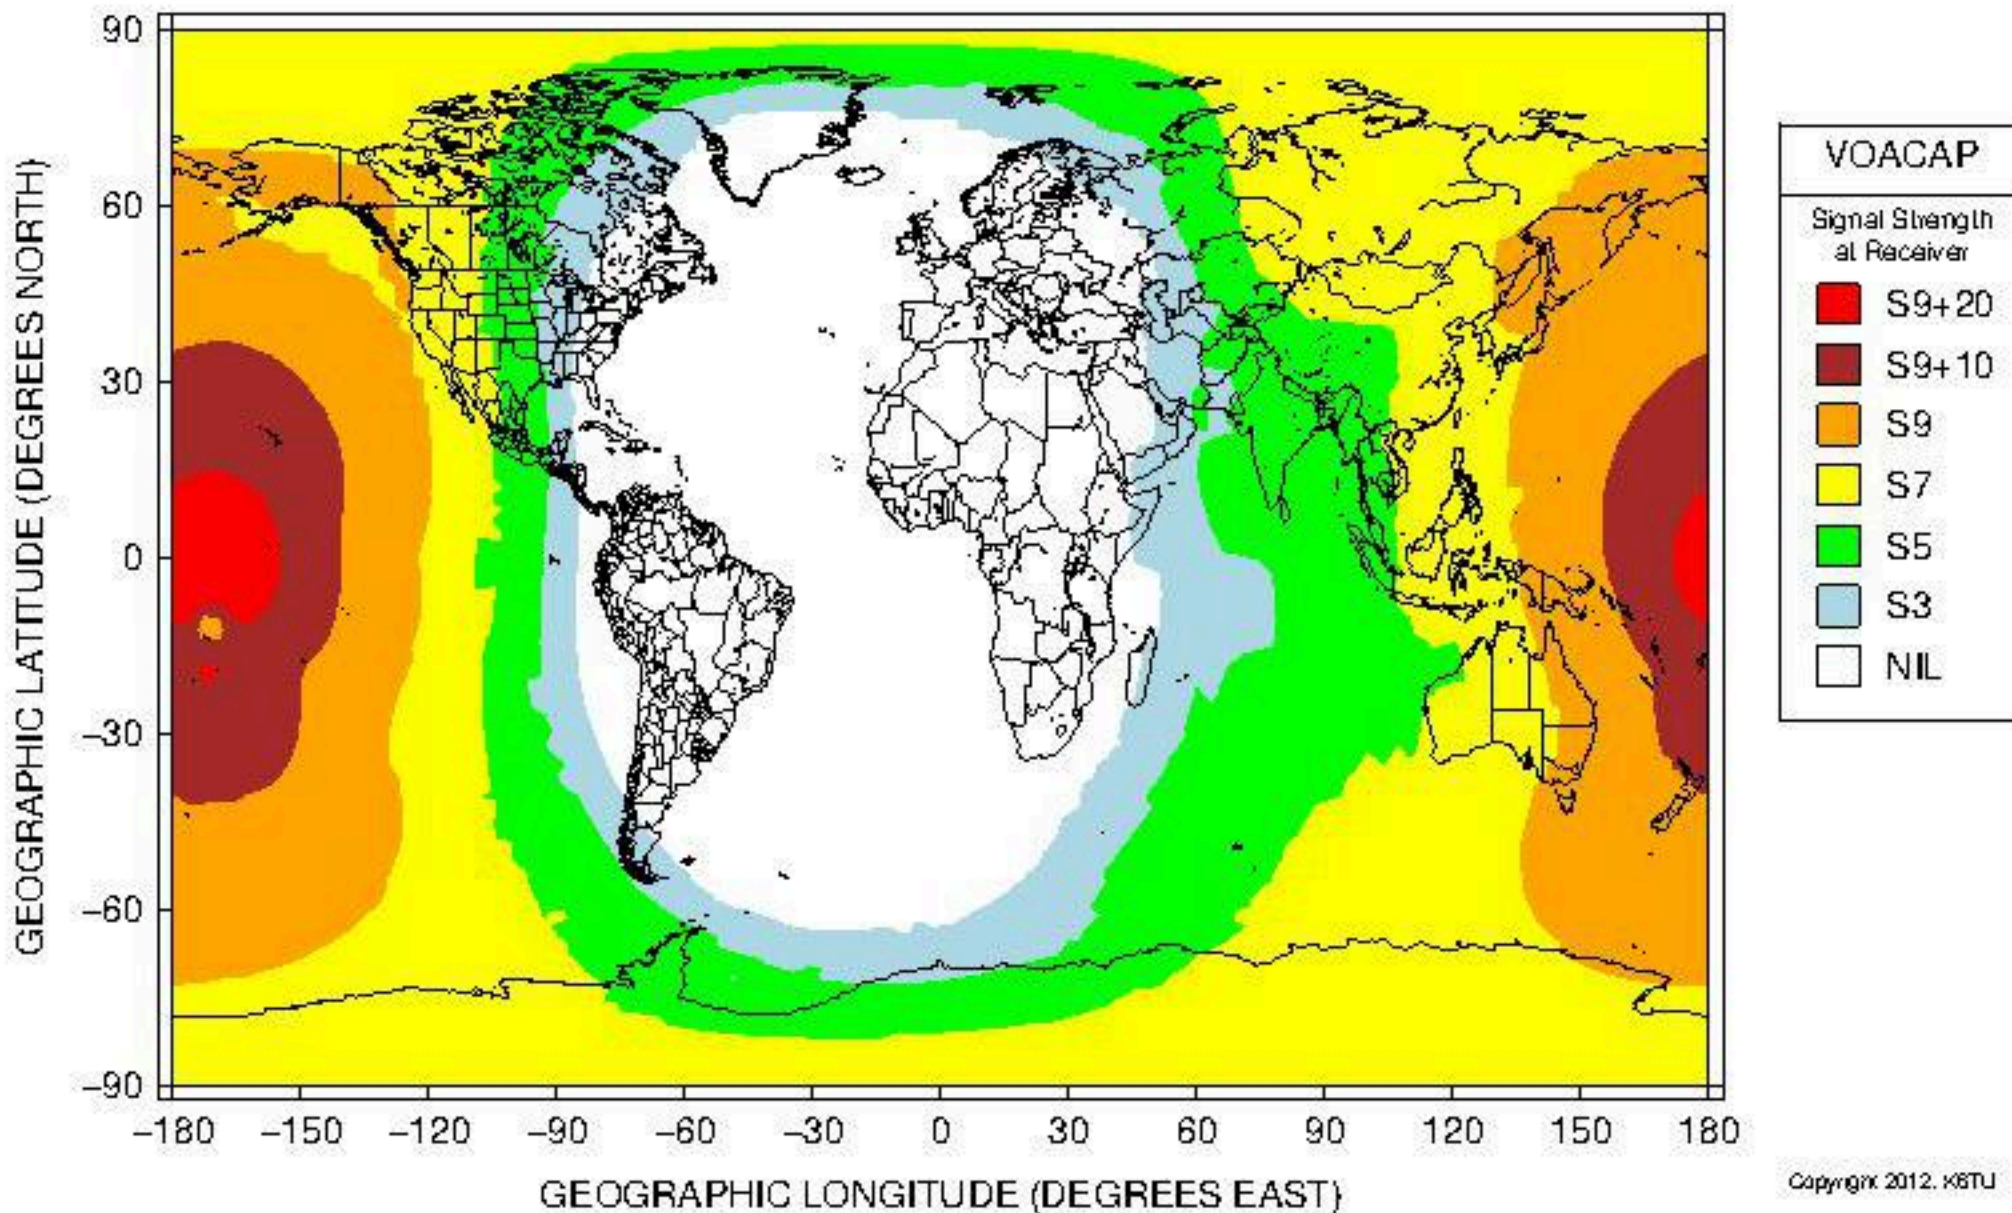 90
60
30
0
−30
−60
−90
GEOGRAPHIC LATITUDE (DEGREES NORTH)
−180 −150 −120 −90 −60 −30 0 30 60 90 120 150 180
GEOGRAPHIC LONGITUDE (DEGREES EAST)
VOACAP
Signal Strength
at Receiver
S9+20
S9+10
S9
S7
S5
S3
NIL
Copyright 2012, K6TU